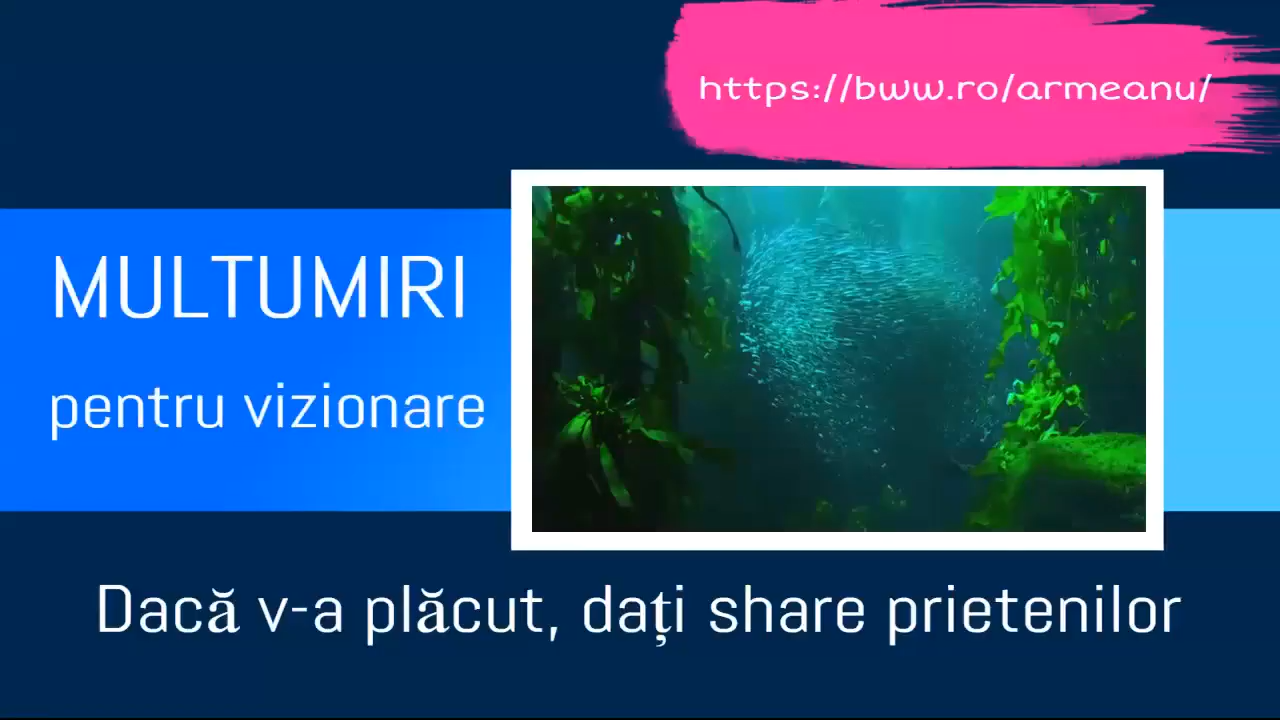 https://bww.ro/armeanu/
MULTUMIRI
pentru vizionare
Dacă v-a plăcut, dați share prietenilor